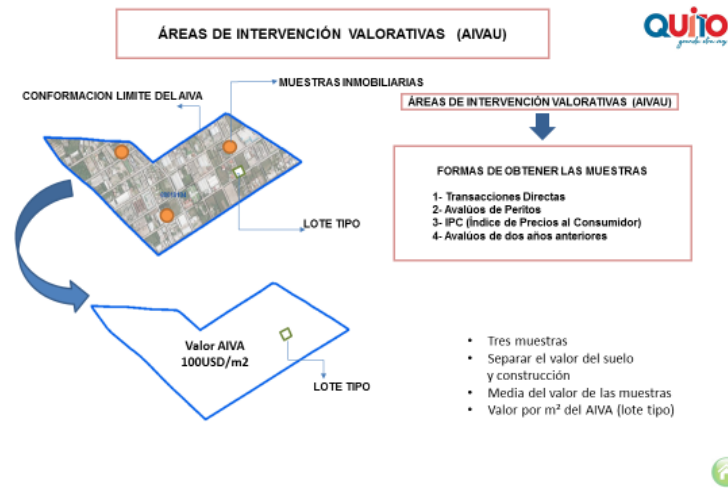 ÁREAS DE INTERVENCIÓN VALORATIVAS (AIVAU)
QUITO
grande otra vez
CONFORMACION LIMITE DEL AIVA
MUESTRAS INMOBILIARIAS
LOTE TIPO
Valor AIVA
100USD/m2
LOTE TIPO
ÁREAS DE INTERVENCIÓN VALORATIVAS (AIVAU)
FORMAS DE OBTENER LAS MUESTRAS
1- Transacciones Directas
2- Avalúos de Peritos
3- IPC (Índice de Precios al Consumidor)
4- Avalúos de dos años anteriores
• Tres muestras
• Separar el valor del suelo
y construcción
• Media del valor de las muestras
• Valor por m² del AIVA (lote tipo)